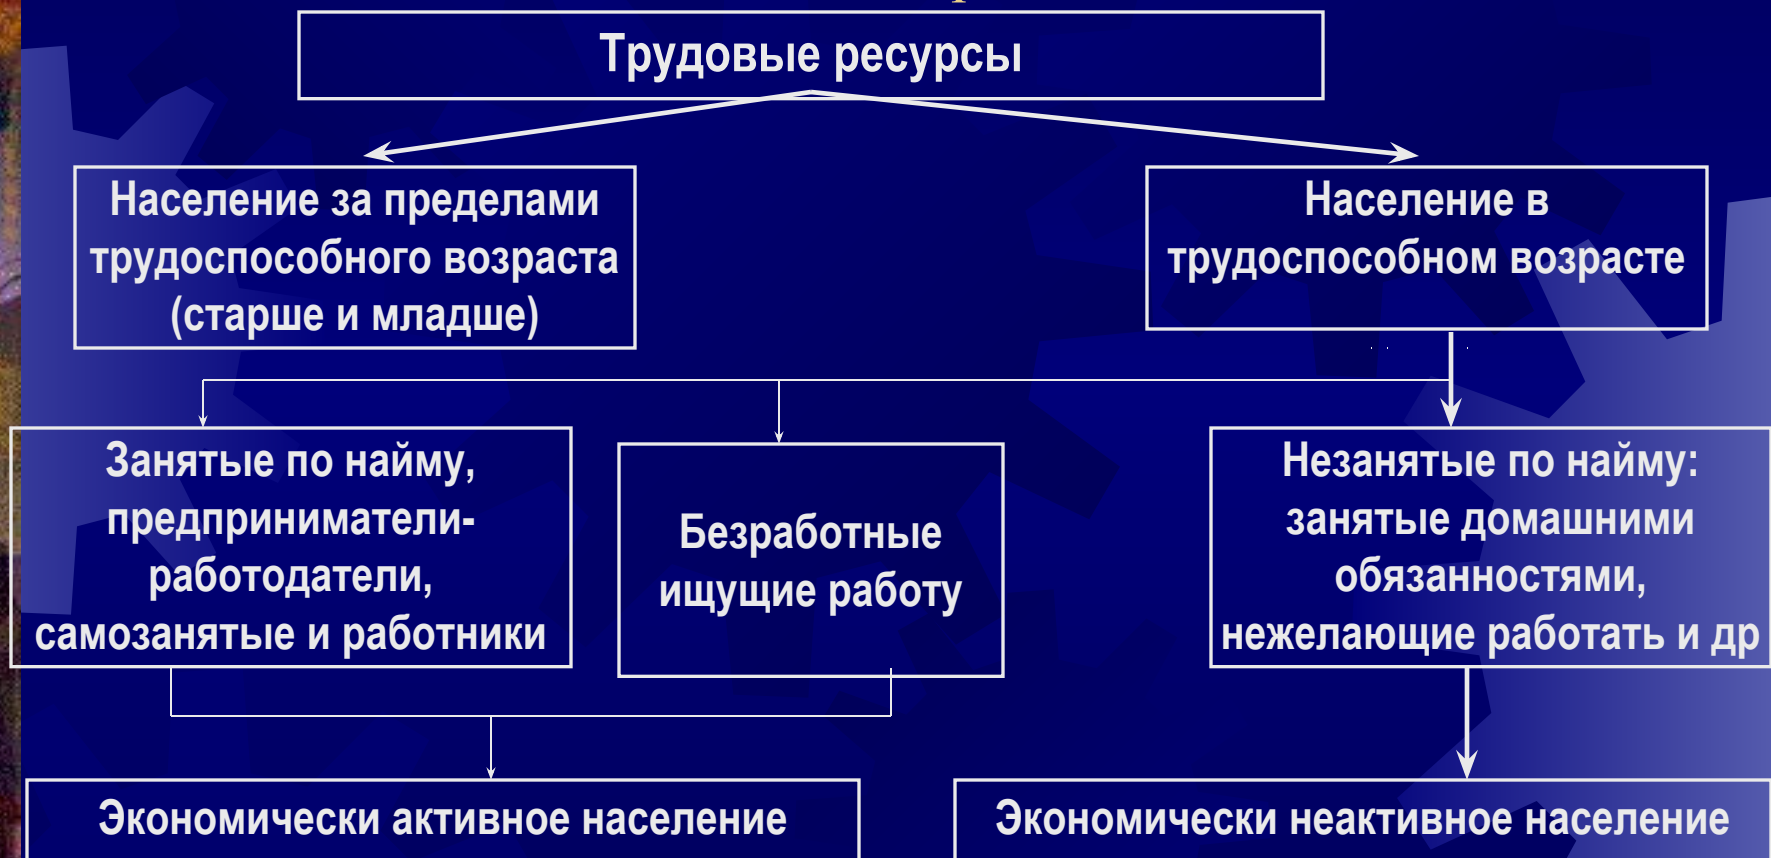 Трудовые ресурсы
Население за пределами
трудоспособного возраста
(старше и младше)
Население в
трудоспособном возрасте
Занятые по найму,
предприниматели-
работодатели,
самозанятые и работники
Безработные
ищущие работу
Незанятые по найму:
занятые домашними
обязанностями,
нежелающие работать и др
Экономически активное население
Экономически неактивное население